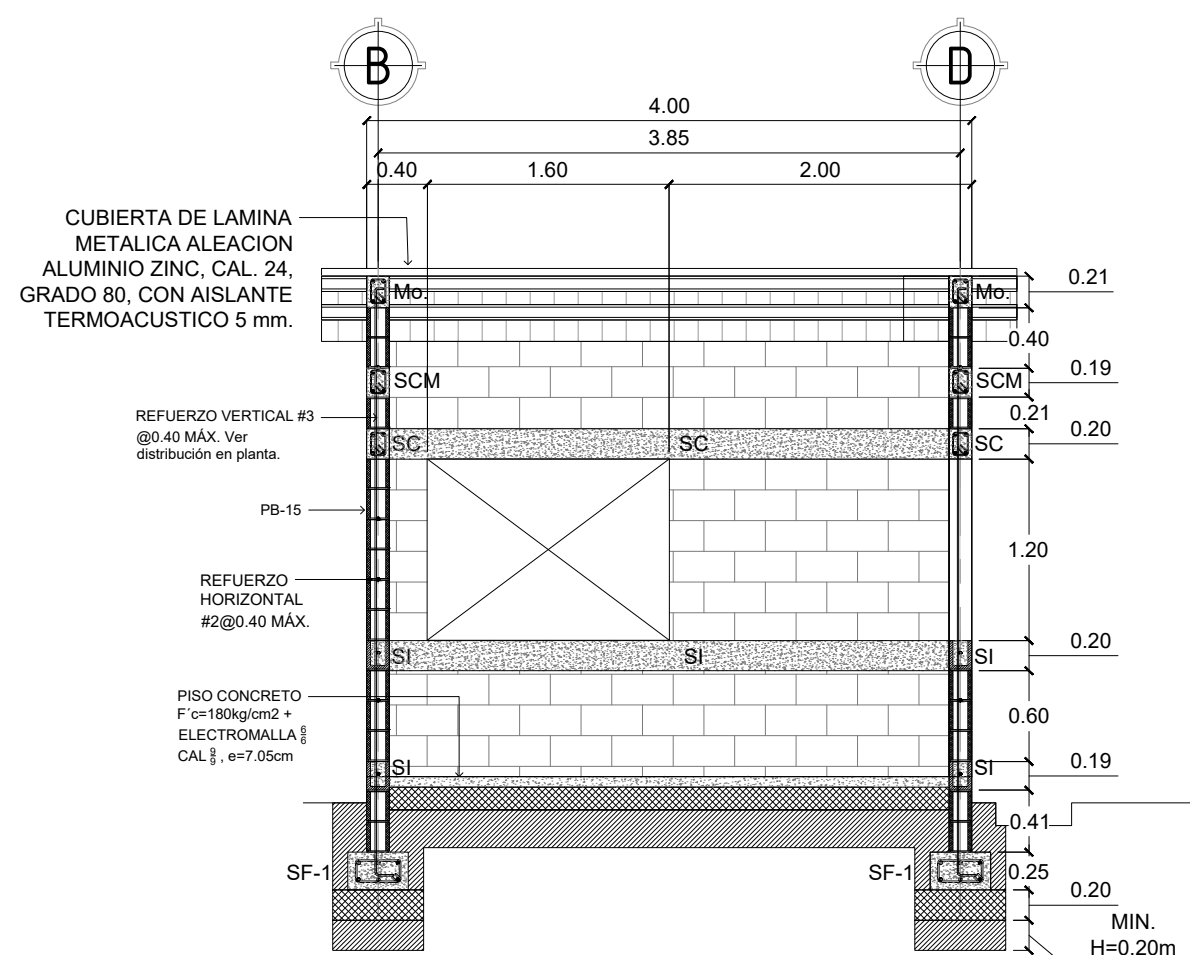 B
D
4.00
3.85
0.40
1.60
2.00
CUBIERTA DE LAMINA
METALICA ALEACION
ALUMINIO ZINC, CAL. 24,
GRADO 80, CON AISLANTE
TERMOACUSTICO 5 mm.
Mo.
Mo.
0.21
0.40
SCM
SCM
0.19
REFUERZO VERTICAL #3
@0.40 MÁX. Ver
distribución en planta.
0.21
SC
SC
SC
0.20
PB-15
1.20
REFUERZO
HORIZONTAL
#2@0.40 MÁX.
SI
SI
SI
0.20
PISO CONCRETO
F´c=180kg/cm2 +
ELECTROMALLA 6/6
CAL 9/9 , e=7.05cm
0.60
SI
SI
0.19
0.41
SF-1
SF-1
0.25
0.20
MIN.
H=0.20m